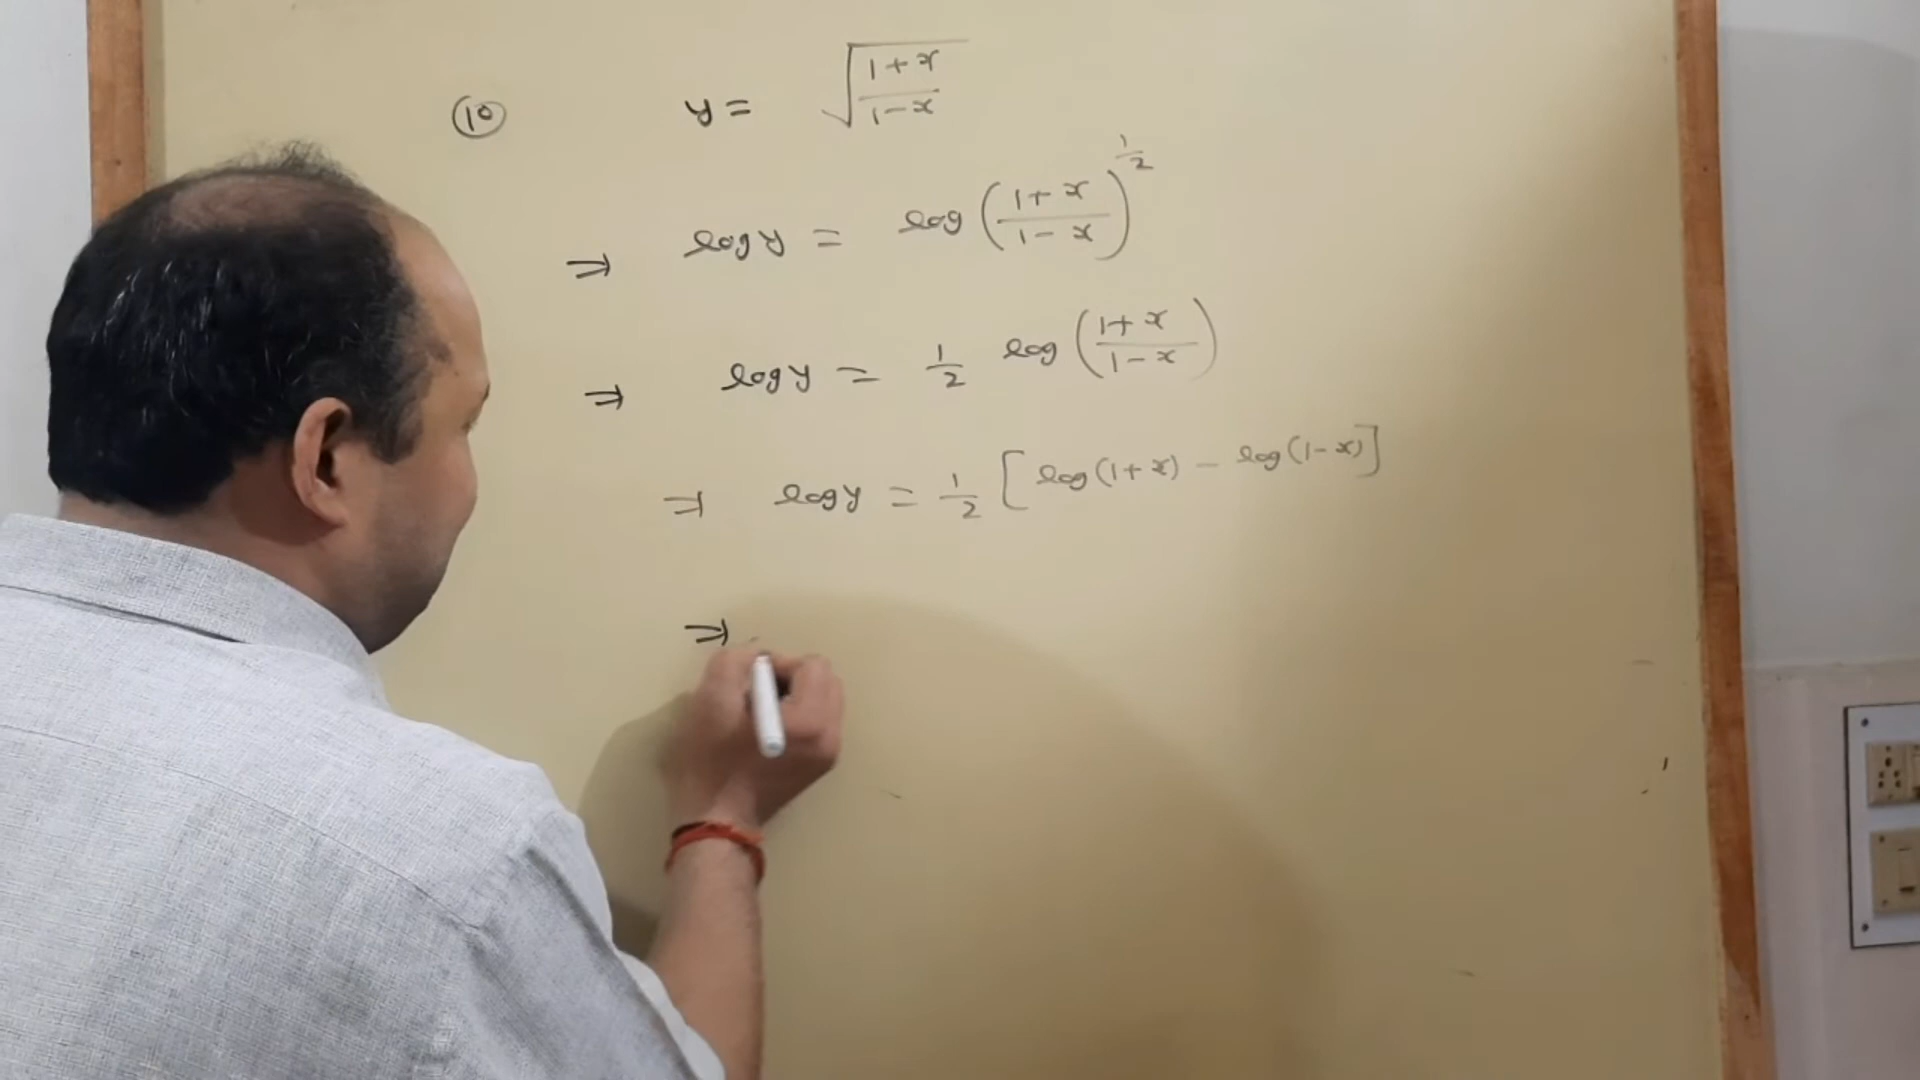 ⑩ y = √((1+x)/(1-x))
⇒ log y = log ((1+x)/(1-x))^(1/2)
⇒ log y = 1/2 log ((1+x)/(1-x))
⇒ log y = 1/2 [log(1+x) - log(1-x)]
⇒